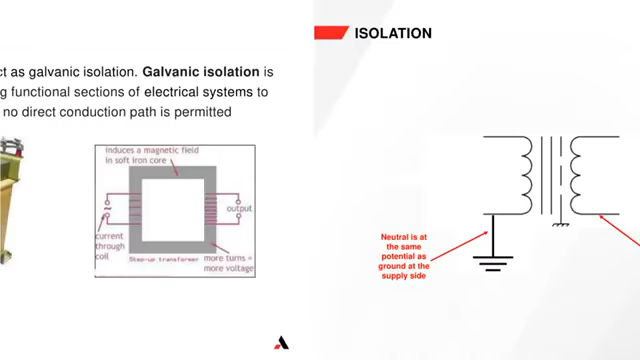 ct as galvanic isolation. Galvanic isolation is
g functional sections of electrical systems to
no direct conduction path is permitted
Induces a magnetic field
in soft iron core
~
output
current
through
coil
Step-up transformer
more turns =
more voltage
ISOLATION
Neutral is at
the same
potential as
ground at the
supply side